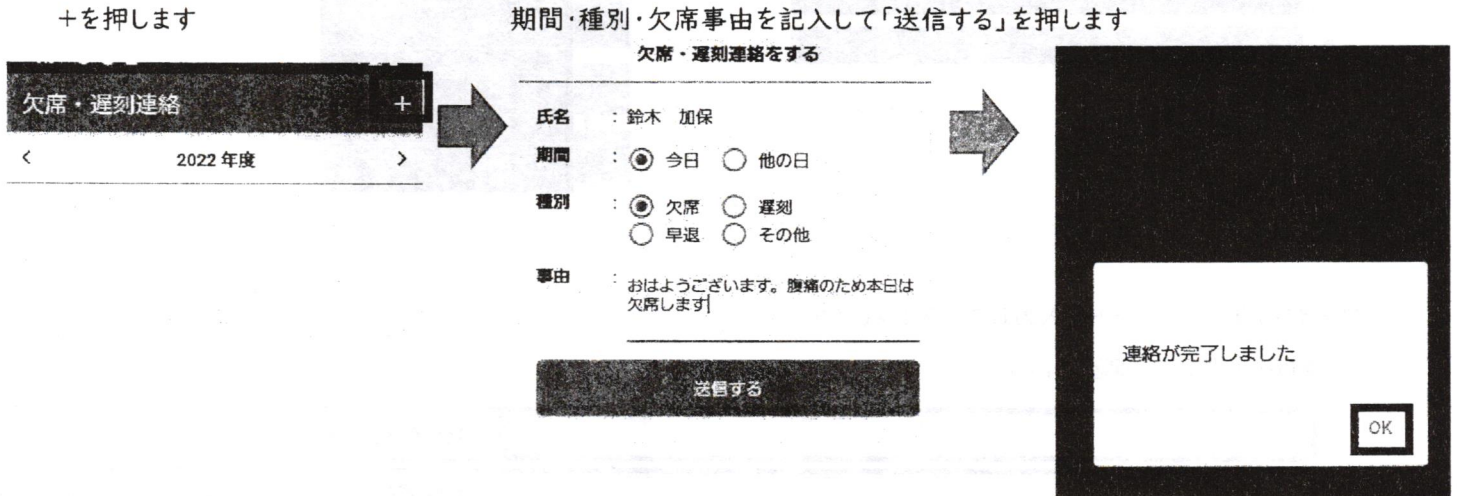 ＋を押します
欠席・遅刻連絡 ＋
< 2022 年度 >
期間・種別・欠席事由を記入して「送信する」を押します
欠席・遅刻連絡をする
氏名 ： 鈴木　加保
期間 ： 今日 他の日
種別 ： 欠席 遅刻
早退 その他
事由 ： おはようございます。腹痛のため本日は
欠席します
送信する
連絡が完了しました
OK